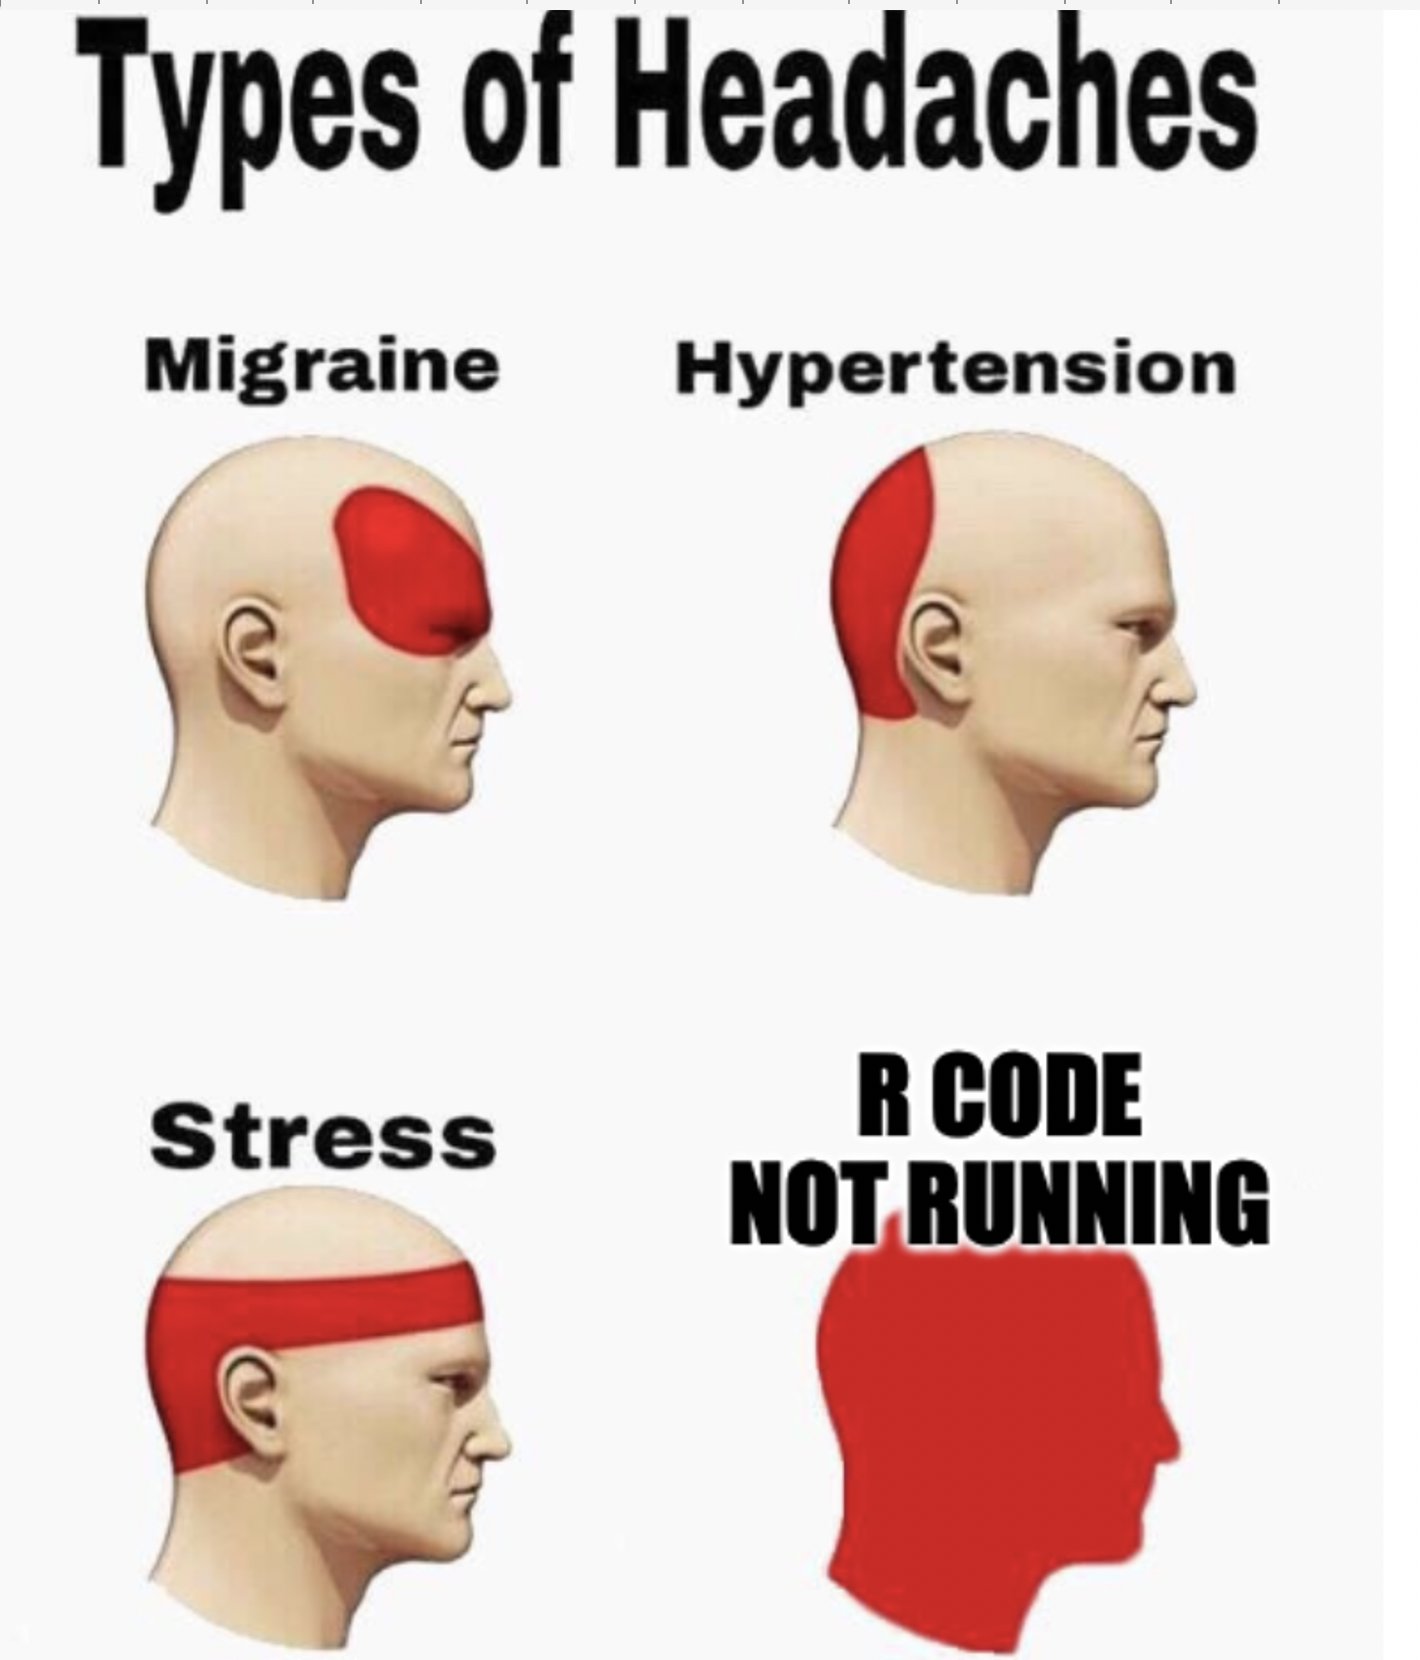 Types of Headaches
Migraine
Hypertension
Stress
R CODE
NOT RUNNING